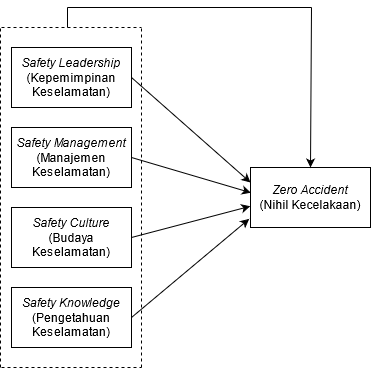 Safety Leadership
(Kepemimpinan
Keselamatan)
Safety Management
(Manajemen
Keselamatan)
Safety Culture
(Budaya
Keselamatan)
Safety Knowledge
(Pengetahuan
Keselamatan)
Zero Accident
(Nihil Kecelakaan)